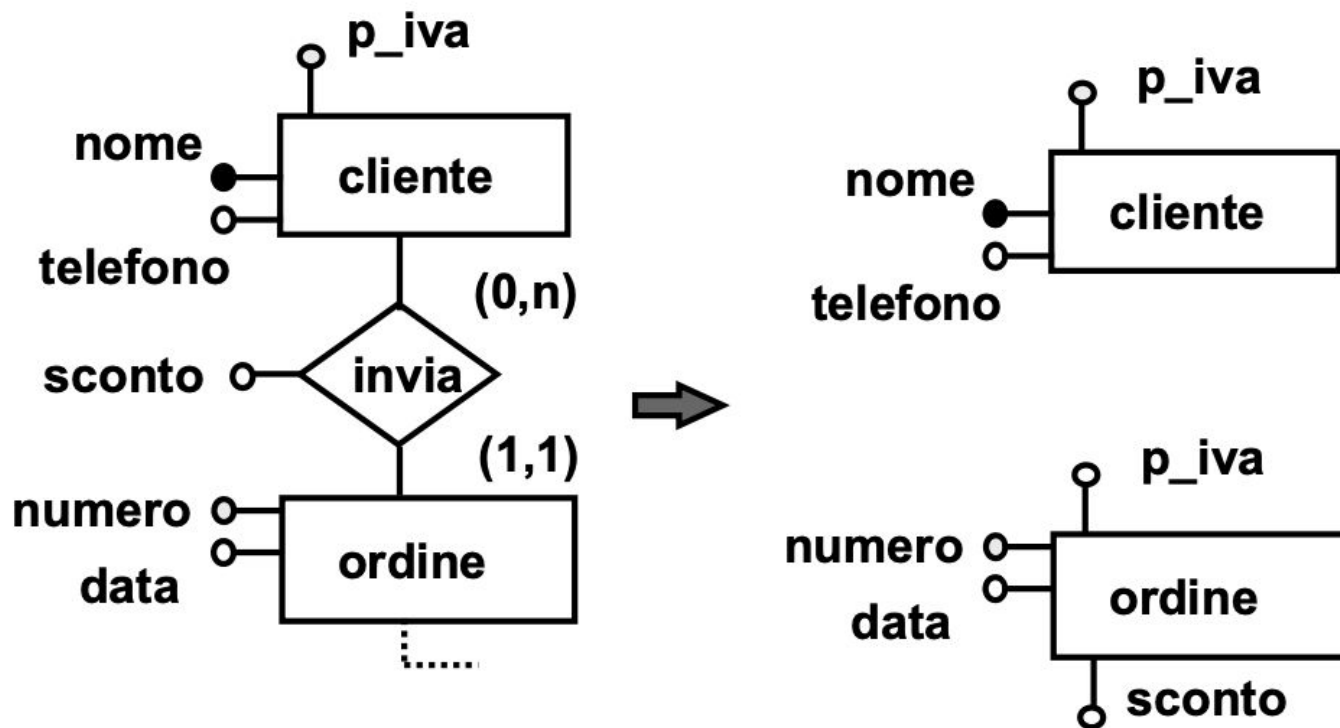 p_iva
nome
cliente
telefono
(0,n)
sconto
invia
(1,1)
numero
ordine
data
p_iva
nome
cliente
telefono
p_iva
numero
ordine
data
sconto